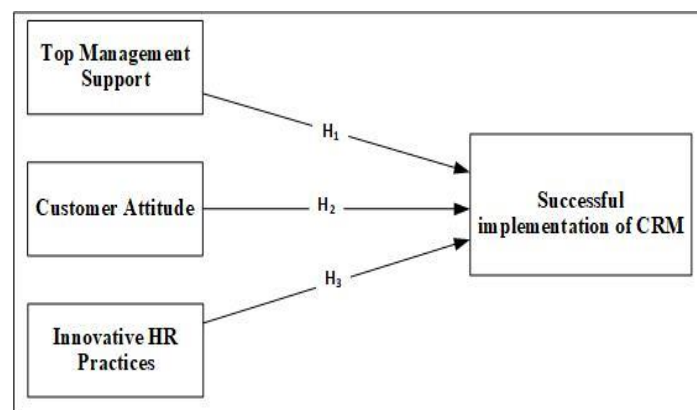 Top Management
Support
H₁
Customer Attitude
H₂
Successful
implementation of CRM
H₃
Innovative HR
Practices